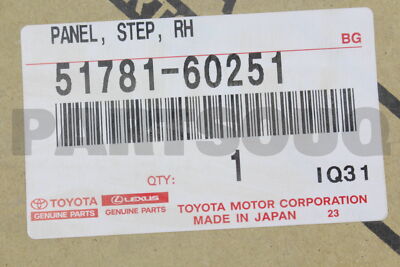 PANEL, STEP, RH
BG
51781-60251
PARTSOUQ
QTY: 1 IQ31
TOYOTA LEXUS
GENUINE PARTS GENUINE PARTS
TOYOTA MOTOR CORPORATION
MADE IN JAPAN 23